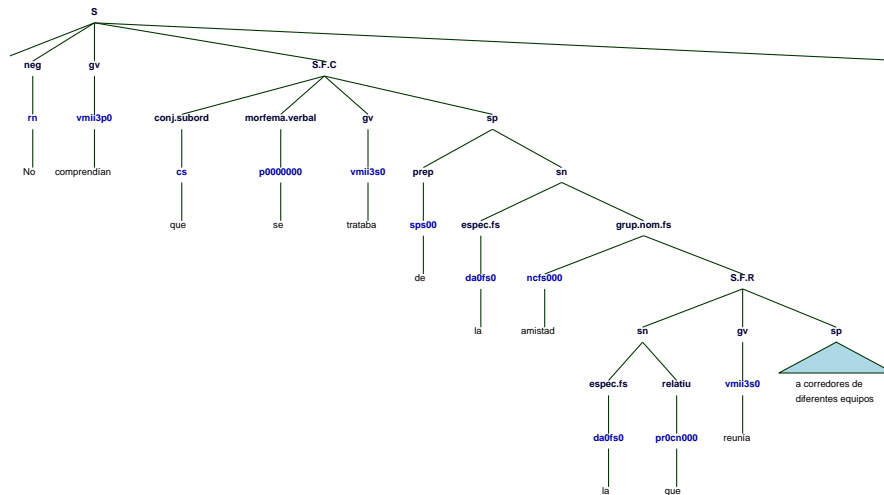 S
neg gv S.F.C
rn vmii3p0 conj.subord morfema.verbal gv sp
No comprendían cs p0000000 vmii3s0 prep sn
que se trataba sps00 espec.fs grup.nom.fs
de da0fs0 ncfs000 S.F.R
la amistad sn gv sp
espec.fs relatiu vmii3s0 a corredores de
diferentes equipos
da0fs0 pr0cn000 reunía
la que